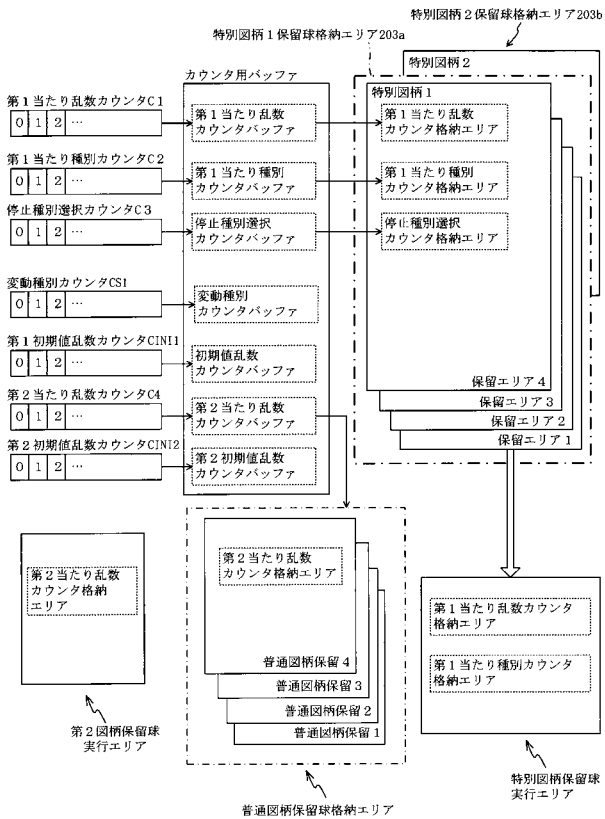 特別図柄2保留球格納エリア203b
特別図柄1保留球格納エリア203a
特別図柄2
カウンタ用バッファ
特別図柄1
第1当たり乱数カウンタC1
0 1 2 …
第1当たり乱数
カウンタバッファ
第1当たり乱数
カウンタ格納エリア
第1当たり種別カウンタC2
0 1 2 …
第1当たり種別
カウンタバッファ
第1当たり種別
カウンタ格納エリア
停止種別選択カウンタC3
0 1 2 …
停止種別選択
カウンタバッファ
停止種別選択
カウンタ格納エリア
変動種別カウンタCS1
0 1 2 …
変動種別
カウンタバッファ
第1初期値乱数カウンタCINI1
0 1 2 …
初期値乱数
カウンタバッファ
第2当たり乱数カウンタC4
0 1 2 …
第2当たり乱数
カウンタバッファ
第2初期値乱数カウンタCINI2
0 1 2 …
第2初期値乱数
カウンタバッファ
保留エリア4
保留エリア3
保留エリア2
保留エリア1
第2当たり乱数
カウンタ格納
エリア
第2図柄保留球
実行エリア
第2当たり乱数
カウンタ格納エリア
普通図柄保留4
普通図柄保留3
普通図柄保留2
普通図柄保留1
普通図柄保留球格納エリア
第1当たり乱数カウンタ
格納エリア
第1当たり種別カウンタ
格納エリア
特別図柄保留球
実行エリア